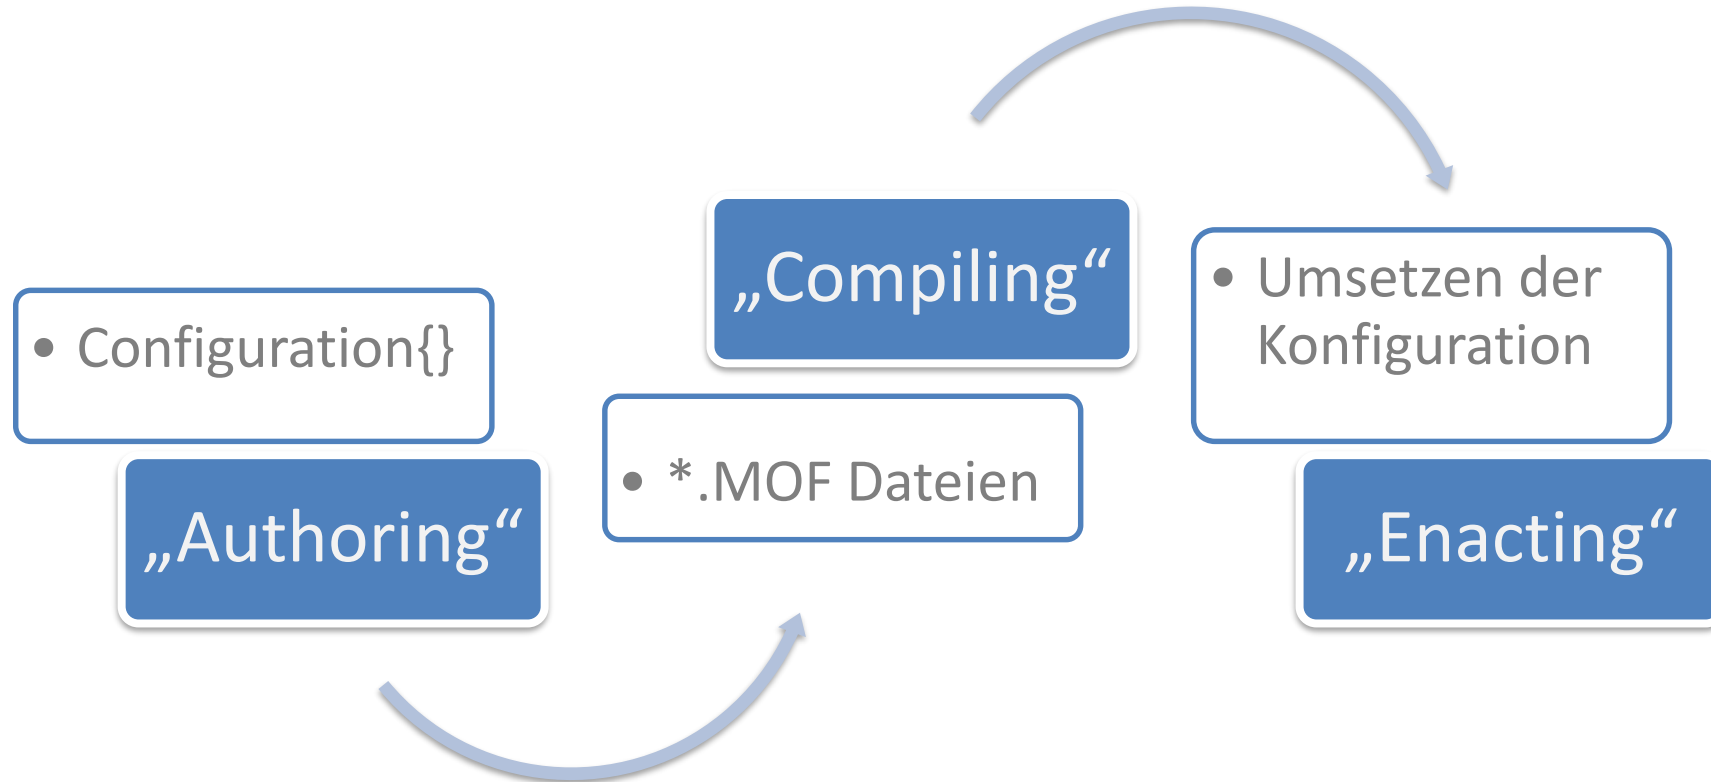 • Configuration{}
„Authoring“
„Compiling“
• *.MOF Dateien
• Umsetzen der
Konfiguration
„Enacting“